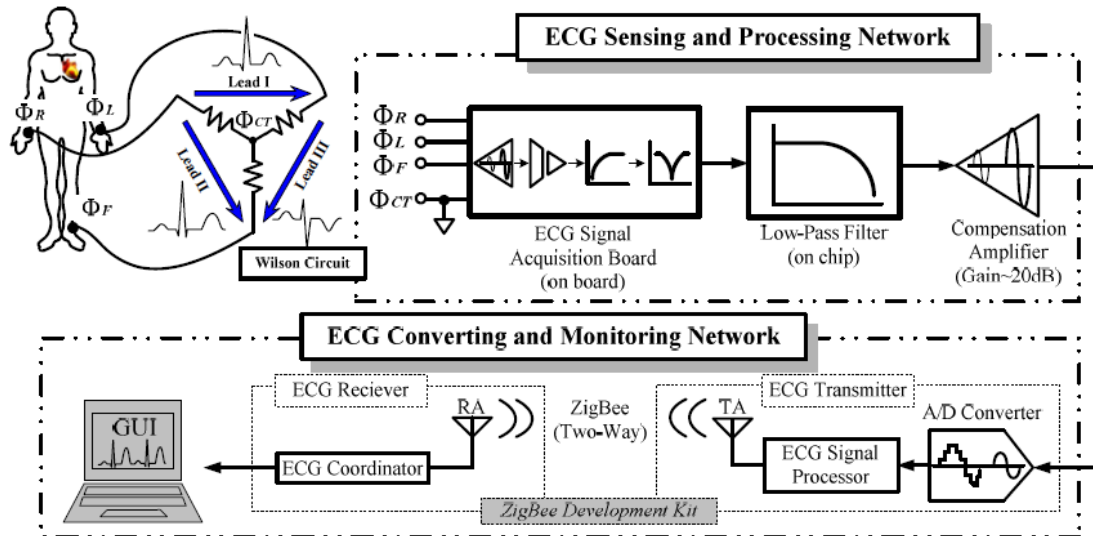 ECG Sensing and Processing Network
Lead I
ΦR
ΦL
ΦCT
Lead II
Lead III
ΦF
Wilson Circuit
ΦR
ΦL
ΦF
ΦCT
ECG Signal
Acquisition Board
(on board)
Low-Pass Filter
(on chip)
Compensation
Amplifier
(Gain~20dB)
ECG Converting and Monitoring Network
ECG Reciever
ECG Transmitter
GUI
RA
ZigBee
(Two-Way)
TA
A/D Converter
ECG Coordinator
ECG Signal
Processor
ZigBee Development Kit